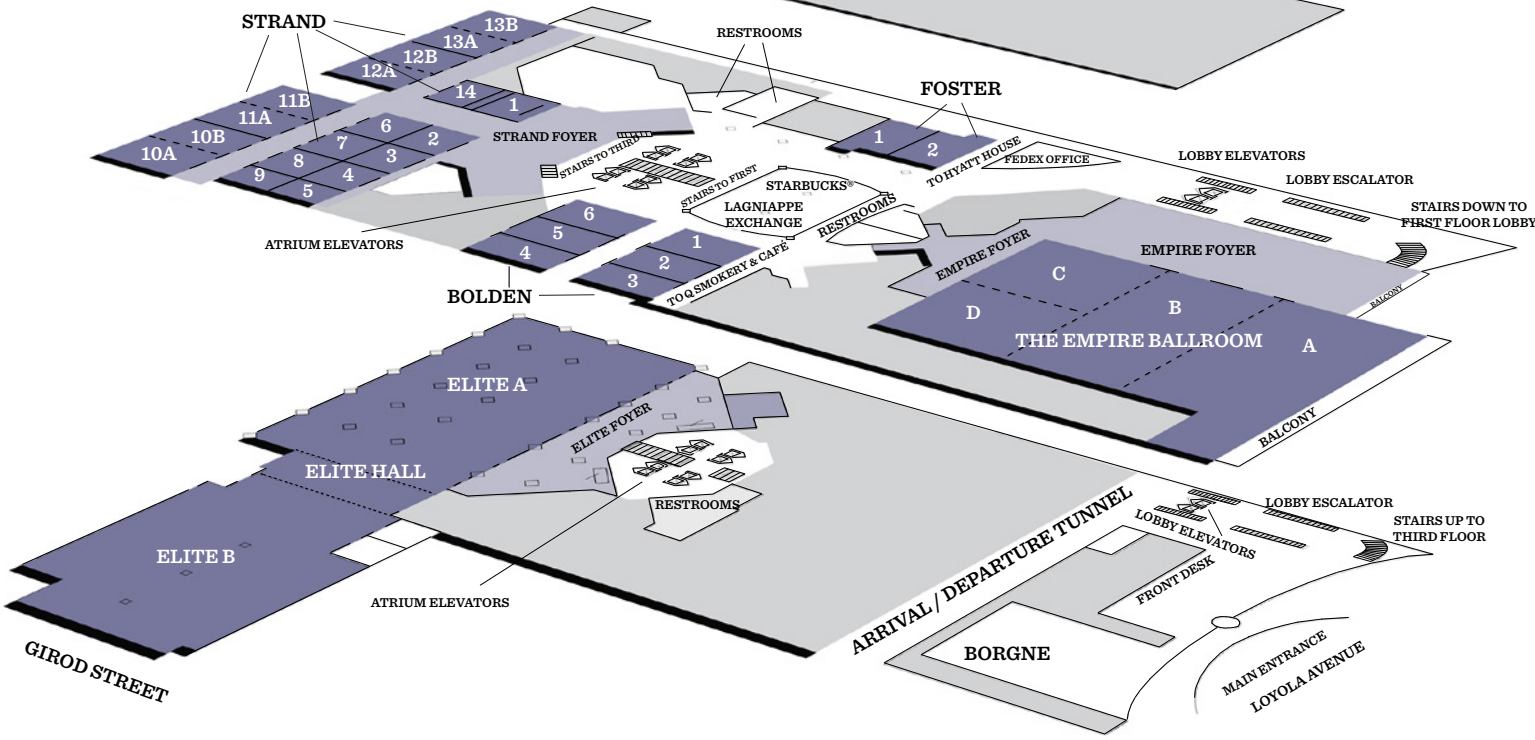 STRAND
13B
13A
12B
12A
RESTROOMS
FOSTER
14
1
11B
11A
10B
10A
6
7
2
8
3
9
4
5
STRAND FOYER
STAIRS TO THIRD
1
2
TO HYATT HOUSE
FEDEX OFFICE
LOBBY ELEVATORS
LOBBY ESCALATOR
STAIRS DOWN TO
FIRST FLOOR LOBBY
STAIRS TO FIRST
STARBUCKS®
LAGNIAPPE
EXCHANGE
RESTROOMS
ATRIUM ELEVATORS
6
5
4
1
2
3
BOLDEN
TO Q SMOKERY & CAFÉ
EMPIRE FOYER
EMPIRE FOYER
BALCONY
C
B
D
A
THE EMPIRE BALLROOM
BALCONY
ELITE A
ELITE FOYER
ELITE HALL
RESTROOMS
ELITE B
ATRIUM ELEVATORS
GIROD STREET
ARRIVAL / DEPARTURE TUNNEL
LOBBY ELEVATORS
LOBBY ESCALATOR
STAIRS UP TO
THIRD FLOOR
FRONT DESK
BORGNE
MAIN ENTRANCE
LOYOLA AVENUE